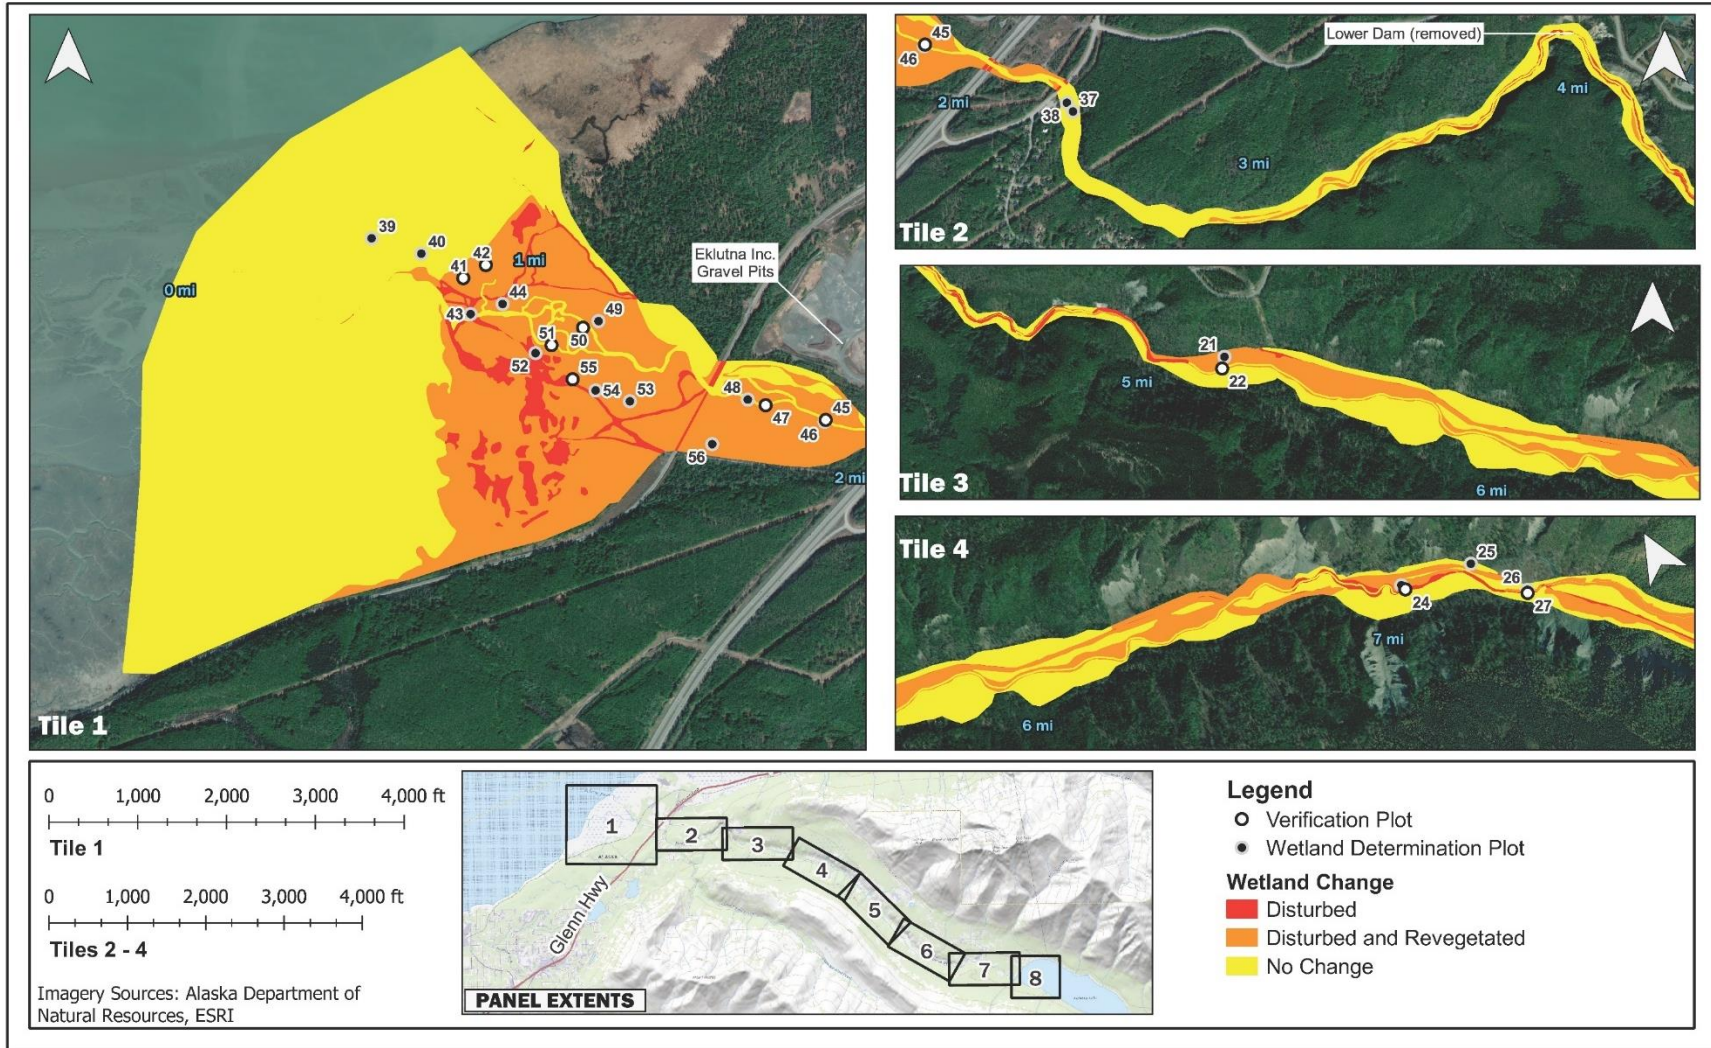 39
40
41
42
1 mi
0 mi
43
44
49
50
51
52
55
54
53
48
47
45
46
56
2 mi
Eklutna Inc.
Gravel Pits
Tile 1
45
46
2 mi
37
38
3 mi
4 mi
Lower Dam (removed)
Tile 2
21
22
5 mi
6 mi
Tile 3
Tile 4
25
24
26
27
7 mi
6 mi
0 1,000 2,000 3,000 4,000 ft
Tile 1
0 1,000 2,000 3,000 4,000 ft
Tiles 2 - 4
Imagery Sources: Alaska Department of
Natural Resources, ESRI
1
2
3
4
5
6
7
8
Glenn Hwy
PANEL EXTENTS
Legend
Verification Plot
Wetland Determination Plot
Wetland Change
Disturbed
Disturbed and Revegetated
No Change